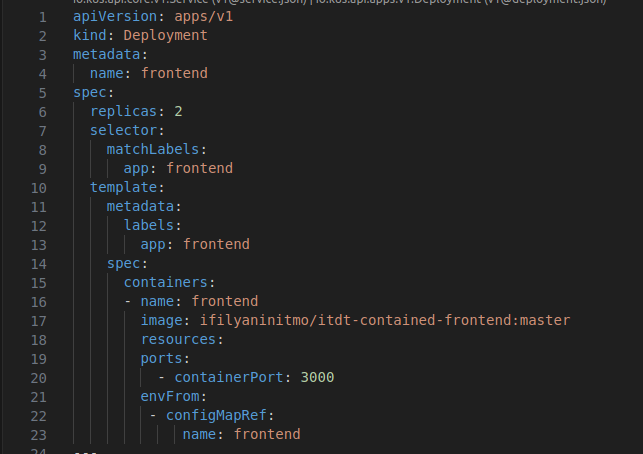 io.k8s.api.core.v1.Service (v1@service.json) | io.k8s.api.apps.v1.Deployment (v1@deployment.json)
1 apiVersion: apps/v1
2 kind: Deployment
3 metadata:
4   name: frontend
5 spec:
6   replicas: 2
7   selector:
8     matchLabels:
9       app: frontend
10   template:
11     metadata:
12       labels:
13         app: frontend
14     spec:
15       containers:
16       - name: frontend
17         image: ifilyaninitmo/itdt-contained-frontend:master
18         resources:
19         ports:
20           - containerPort: 3000
21         envFrom:
22          - configMapRef:
23              name: frontend
24 ---